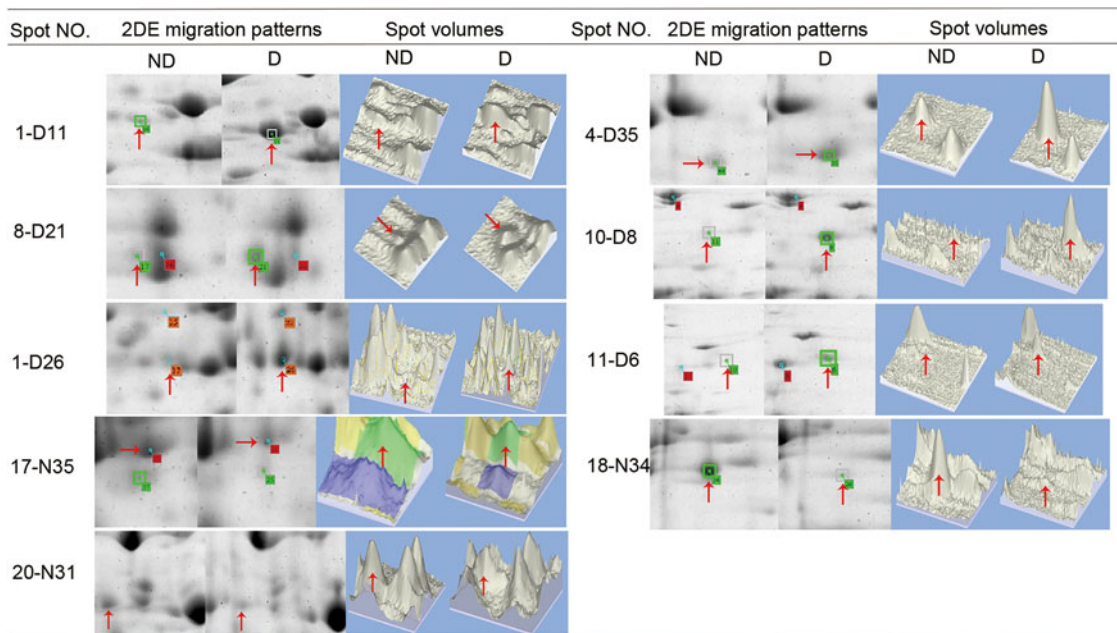 Spot NO. 2DE migration patterns Spot volumes Spot NO. 2DE migration patterns Spot volumes
ND D ND D ND D ND D
1-D11
4-D35
8-D21
10-D8
1-D26
11-D6
17-N35
18-N34
20-N31